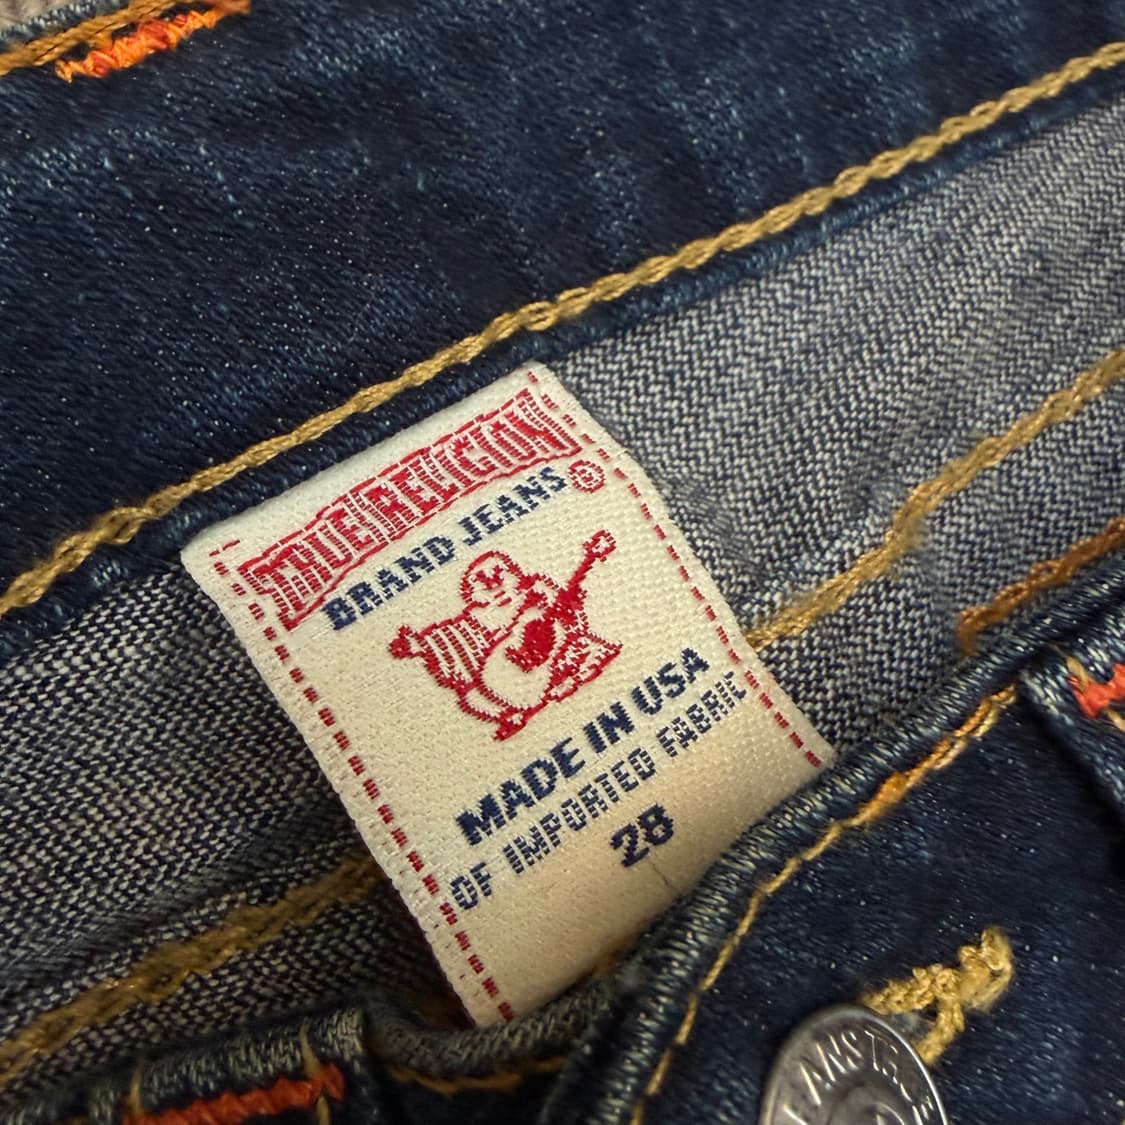 TRUE RELIGION
BRAND JEANS ®
MADE IN USA
OF IMPORTED FABRIC
28